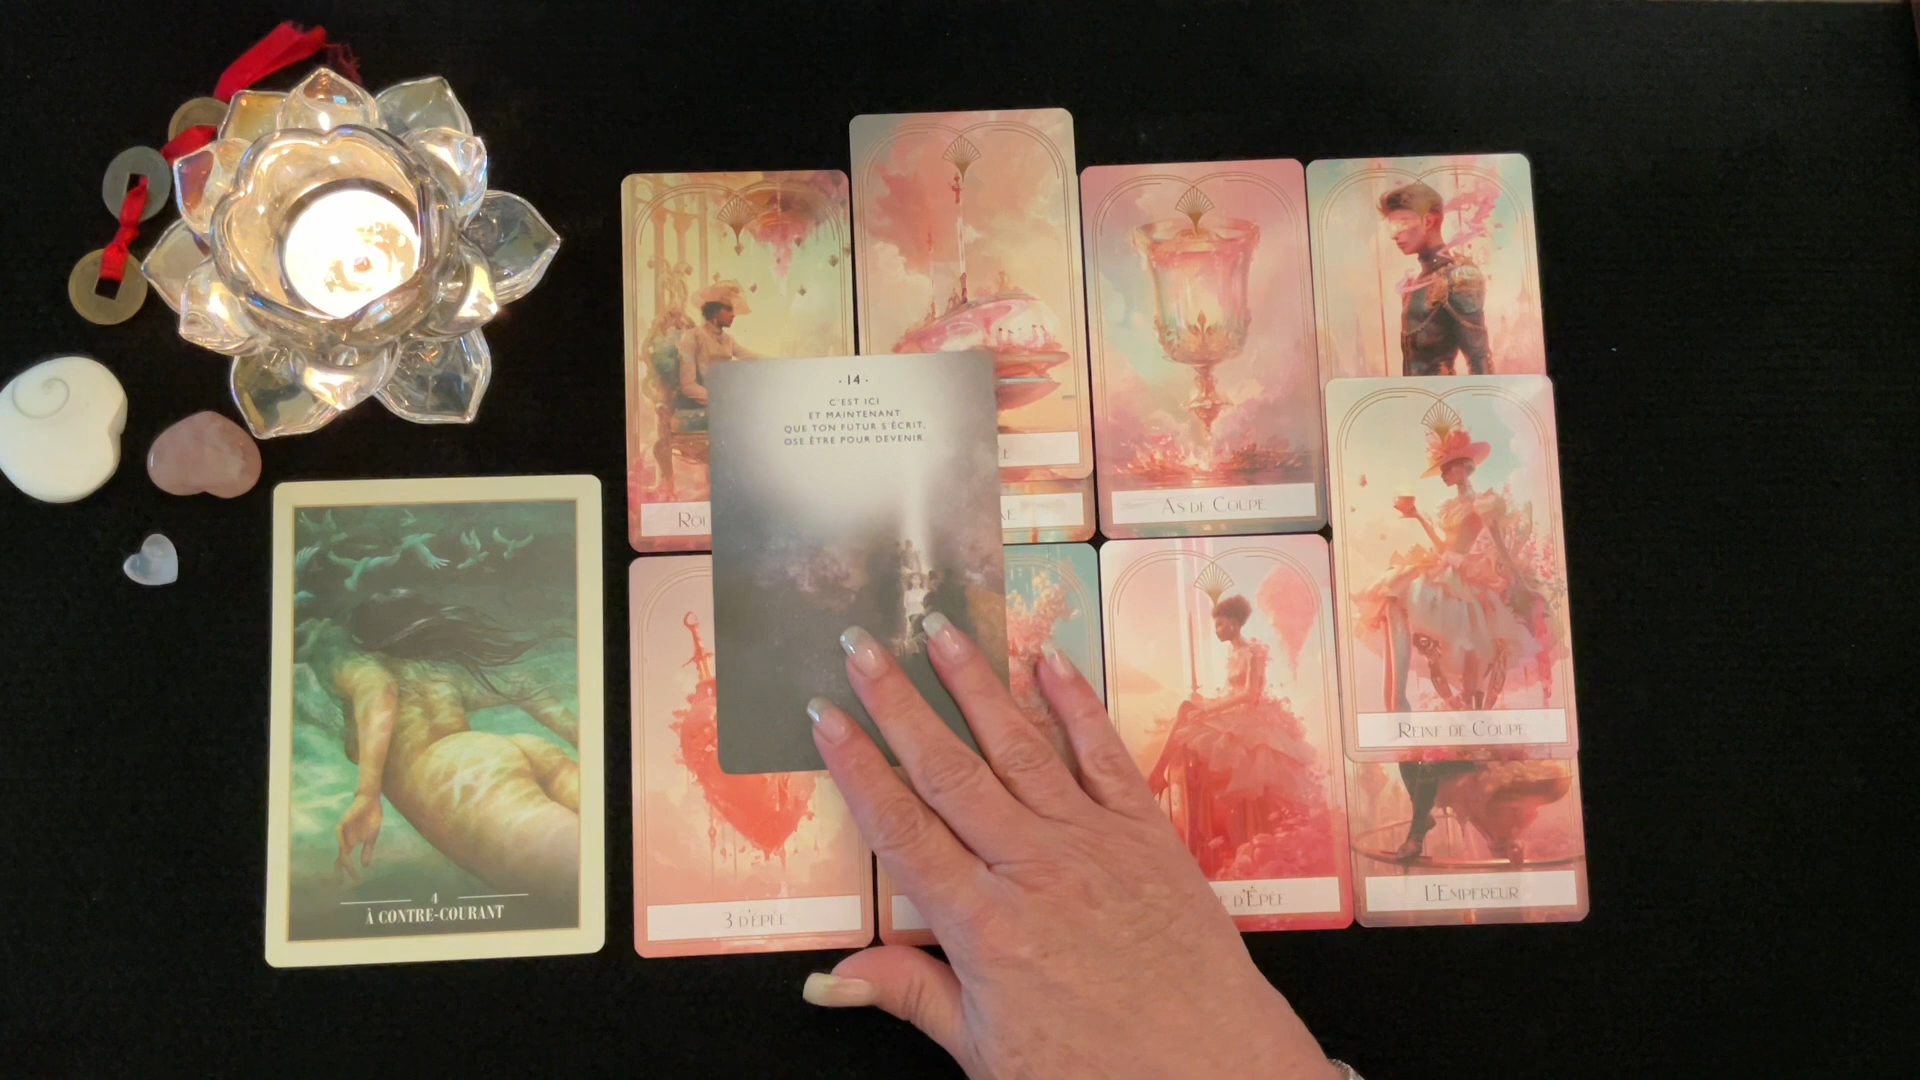 · 14 ·
C'EST ICI
ET MAINTENANT
QUE TON FUTUR S'ÉCRIT,
OSE ÊTRE POUR DEVENIR.
AS DE COUPE
REINE DE COUPE
4
À CONTRE-COURANT
3 D'ÉPÉE
D'ÉPÉE
L'EMPEREUR